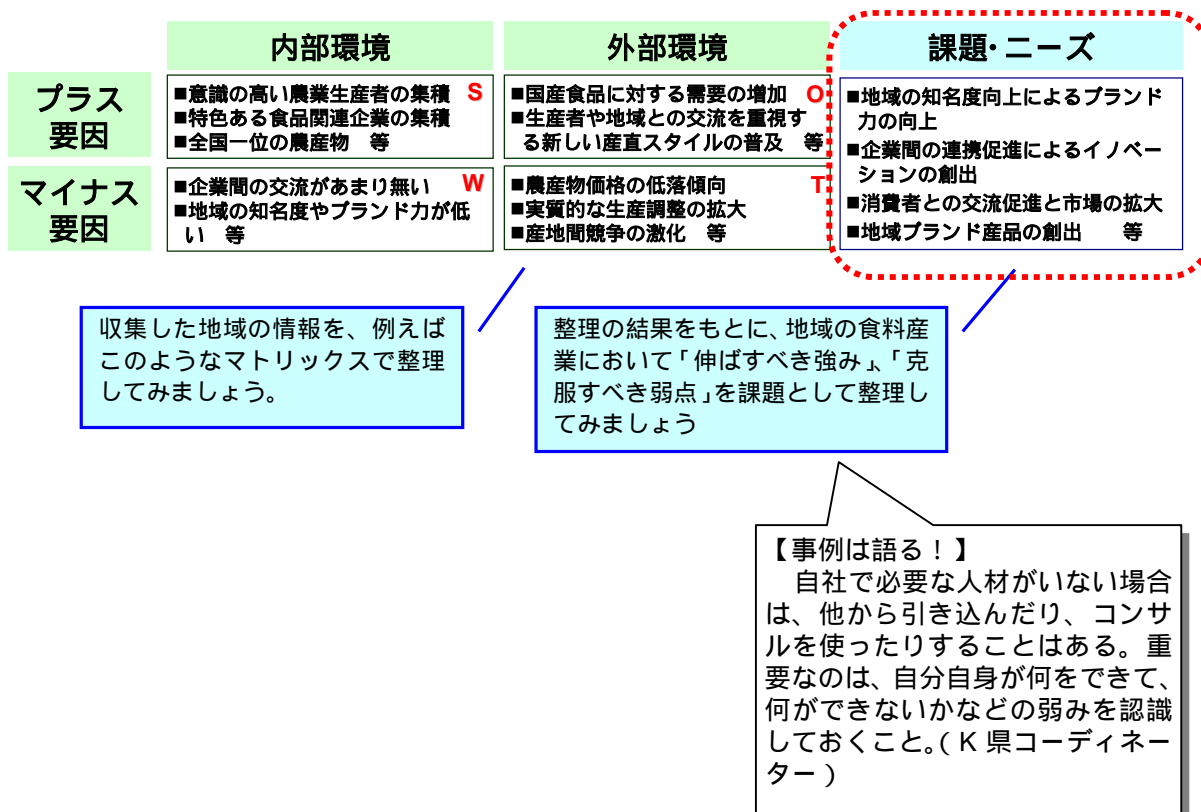 内部環境
外部環境
課題・ニーズ
プラス
要因
■意識の高い農業生産者の集積 S
■特色ある食品関連企業の集積
■全国一位の農産物 等
■国産食品に対する需要の増加 O
■生産者や地域との交流を重視す
る新しい産直スタイルの普及 等
■地域の知名度向上によるブランド
力の向上
■企業間の連携促進によるイノベー
ションの創出
■消費者との交流促進と市場の拡大
■地域ブランド産品の創出 等
マイナス
要因
■企業間の交流があまり無い W
■地域の知名度やブランド力が低
い 等
■農産物価格の低落傾向 T
■実質的な生産調整の拡大
■産地間競争の激化 等
収集した地域の情報を、例えば
このようなマトリックスで整理
してみましょう。
整理の結果をもとに、地域の食料産
業において「伸ばすべき強み」、「克
服すべき弱点」を課題として整理し
てみましょう
【事例は語る！】
自社で必要な人材がいない場合
は、他から引き込んだり、コンサ
ルを使ったりすることはある。重
要なのは、自分自身が何をできて、
何ができないかなどの弱みを認識
しておくこと。（K 県コーディネー
ター）